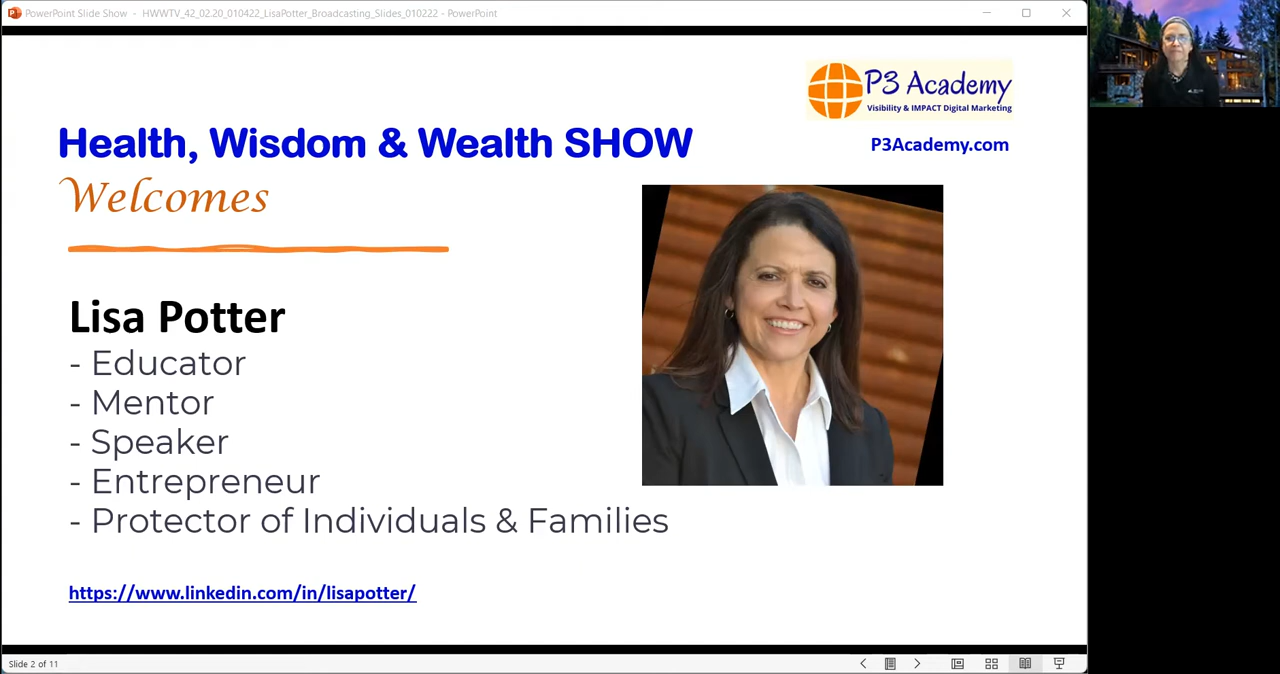 PowerPoint Slide Show - HWWTV_42_02.20_010422_LisaPotter_Broadcasting_Slides_010222 - PowerPoint
P3 Academy
Visibility & IMPACT Digital Marketing
P3Academy.com
Health, Wisdom & Wealth SHOW
Welcomes
Lisa Potter
- Educator
- Mentor
- Speaker
- Entrepreneur
- Protector of Individuals & Families
https://www.linkedin.com/in/lisapotter/
Slide 2 of 11